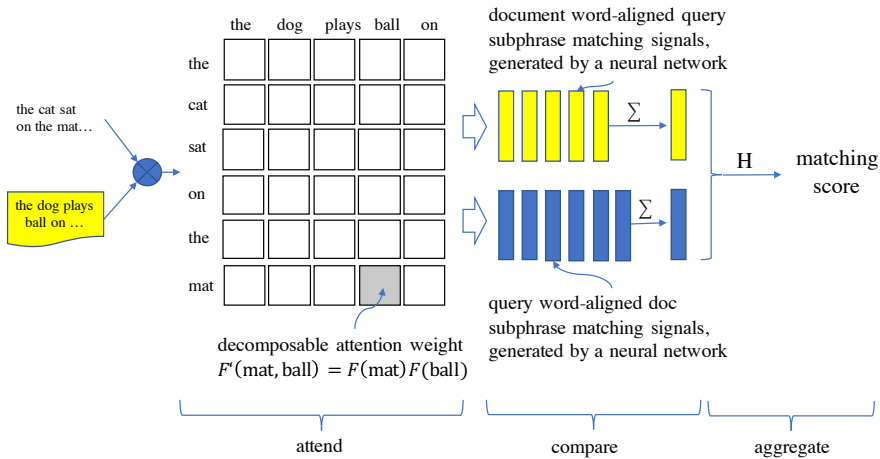 the dog plays ball on
the
cat
sat
on
the
mat
the cat sat
on the mat…
the dog plays
ball on …
decomposable attention weight
F'(mat, ball) = F(mat)F(ball)
document word-aligned query
subphrase matching signals,
generated by a neural network
∑
∑
query word-aligned doc
subphrase matching signals,
generated by a neural network
H
matching
score
attend
compare
aggregate